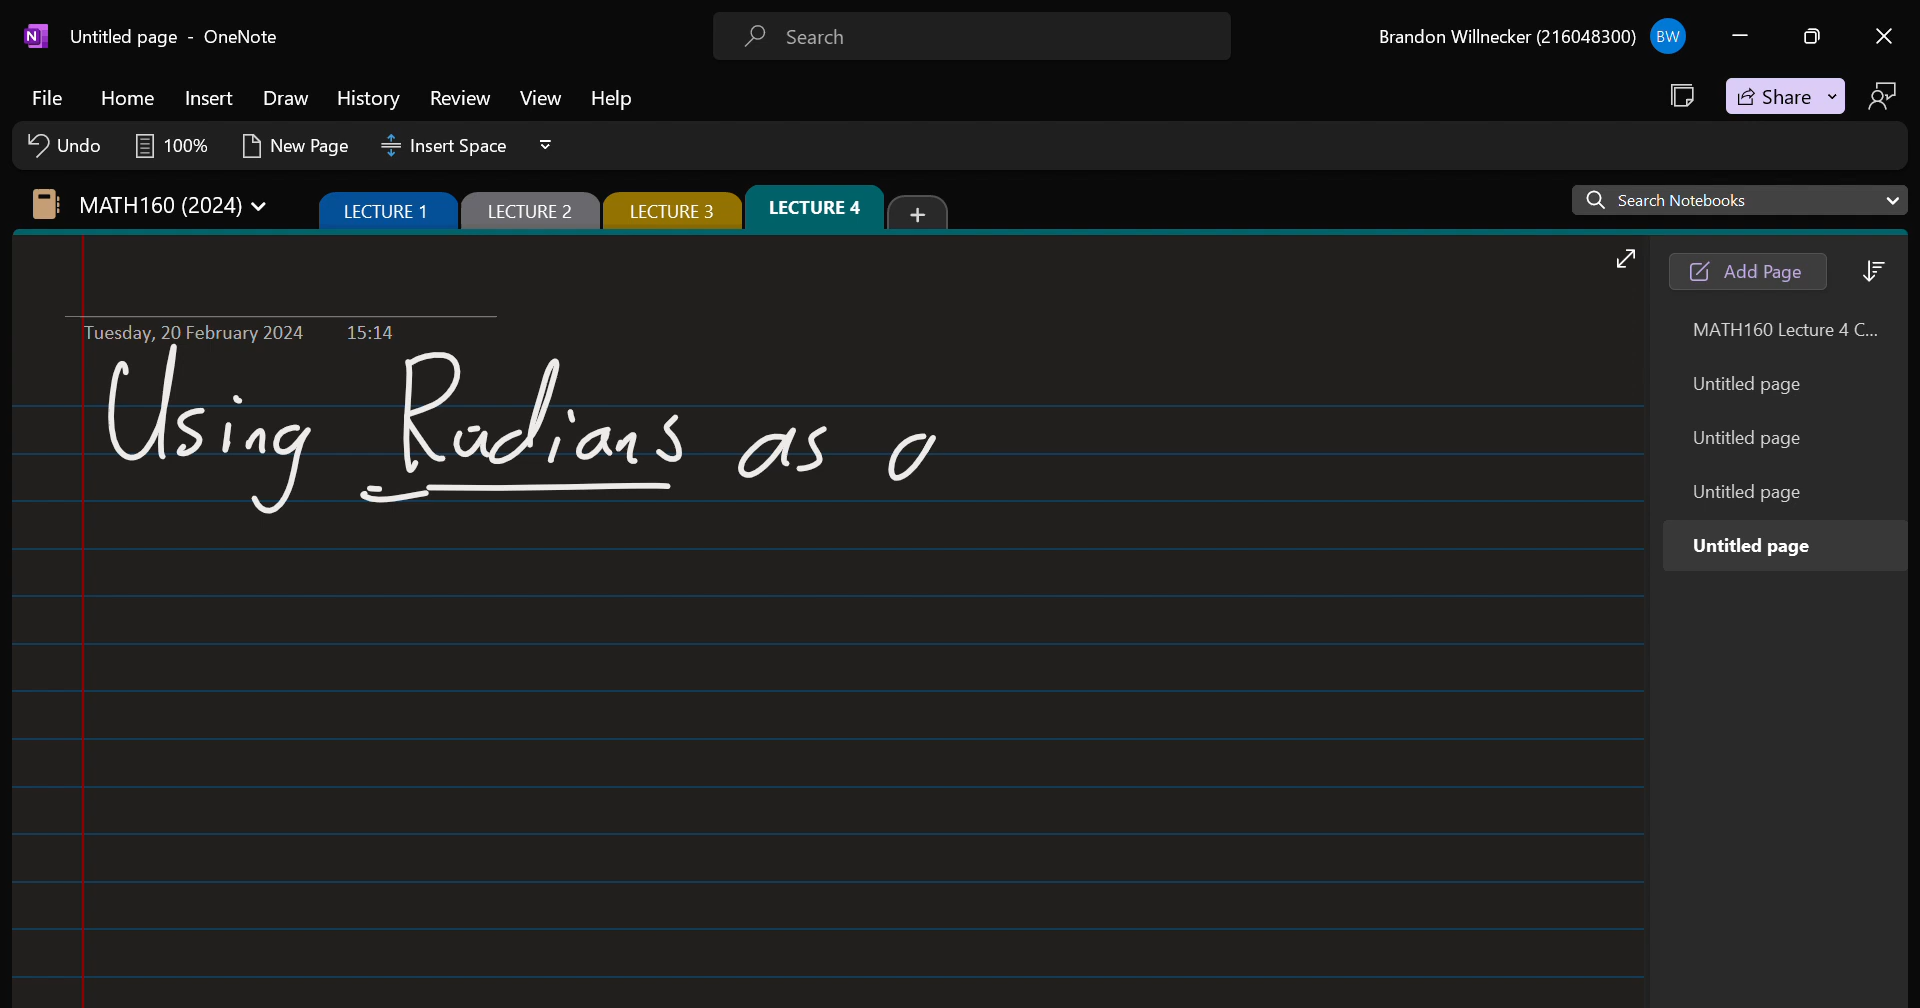 Untitled page - OneNote
Search
Brandon Willnecker (216048300) BW
File Home Insert Draw History Review View Help
Share
Undo 100% New Page Insert Space
MATH160 (2024) LECTURE 1 LECTURE 2 LECTURE 3 LECTURE 4 +
Search Notebooks
Add Page
Tuesday, 20 February 2024 15:14
Using Radians as a
MATH160 Lecture 4 C...
Untitled page
Untitled page
Untitled page
Untitled page